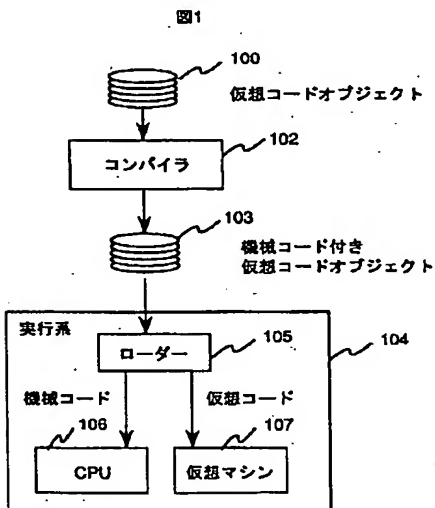 図1
100
仮想コードオブジェクト
102
コンパイラ
103
機械コード付き
仮想コードオブジェクト
実行系
105
104
ローダー
機械コード
仮想コード
106
107
CPU
仮想マシン